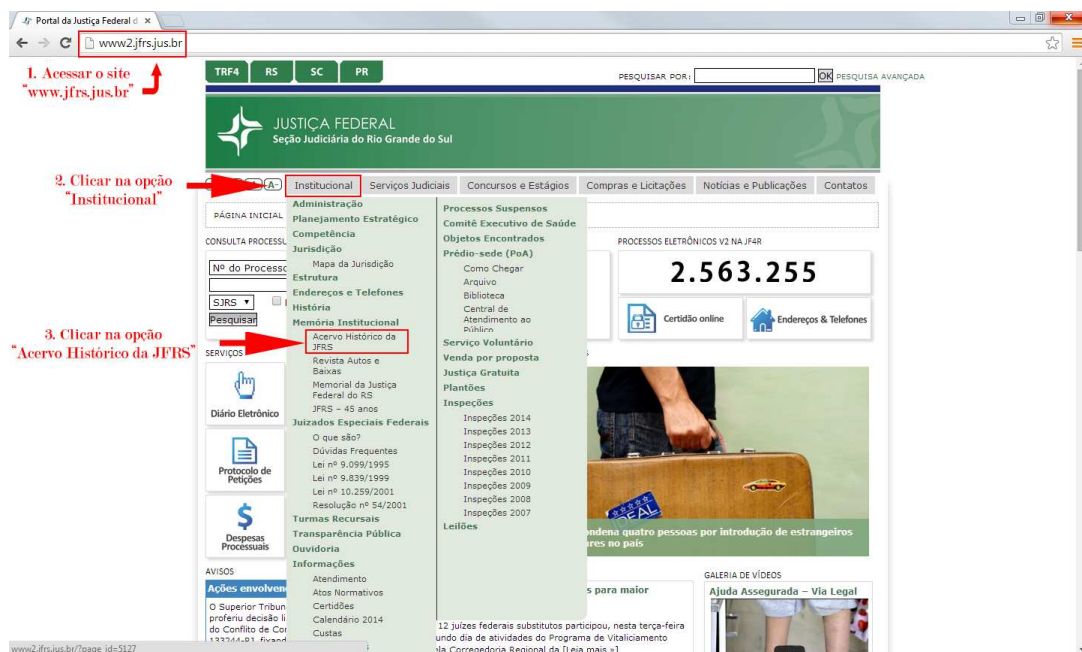 Portal da Justiça Federal d
www2.jfrs.jus.br
1. Acessar o site
"www.jfrs.jus.br"
TRF4 RS SC PR
PESQUISAR POR: OK PESQUISA AVANÇADA
JUSTIÇA FEDERAL
Seção Judiciária do Rio Grande do Sul
2. Clicar na opção
"Institucional"
A-
Institucional Serviços Judiciais Concursos e Estágios Compras e Licitações Notícias e Publicações Contatos
PÁGINA INICIAL
CONSULTA PROCESSU
Nº do Processo
SJRS
Pesquisar
3. Clicar na opção
"Acervo Histórico da JFRS"
Administração
Planejamento Estratégico
Competência
Jurisdição
Mapa da Jurisdição
Estrutura
Endereços e Telefones
História
Memória Institucional
Acervo Histórico da
JFRS
Revista Autos e
Baixas
Memorial da Justiça
Federal do RS
JFRS – 45 anos
Juizados Especiais Federais
O que são?
Dúvidas Frequentes
Lei nº 9.099/1995
Lei nº 9.839/1999
Lei nº 10.259/2001
Resolução nº 54/2001
Turmas Recursais
Transparência Pública
Ouvidoria
Informações
Atendimento
Atos Normativos
Certidões
Calendário 2014
Custas
Processos Suspensos
Comitê Executivo de Saúde
Objetos Encontrados
Prédio-sede (PoA)
Como Chegar
Arquivo
Biblioteca
Central de
Atendimento ao
Público
Serviço Voluntário
Venda por proposta
Justiça Gratuita
Plantões
Inspeções
Inspeções 2014
Inspeções 2013
Inspeções 2012
Inspeções 2011
Inspeções 2010
Inspeções 2009
Inspeções 2008
Inspeções 2007
Leilões
PROCESSOS ELETRÔNICOS V2 NA JF4R
2.563.255
Certidão online
Endereços & Telefones
SERVIÇOS
Diário Eletrônico
Protocolo de
Petições
Despesas
Processuais
IDEAL
ondena quatro pessoas por introdução de estrangeiros
ares no país
AVISOS
Ações envolven
O Superior Tribun
proferiu decisão li
do Conflito de Cor
s para maior
12 juízes federais substitutos participou, nesta terça-feira
undo dia de atividades do Programa de Vitaliciamento
ela Corregedoria Regional da [Leia mais »]
GALERIA DE VÍDEOS
Ajuda Assegurada – Via Legal
www2.jfrs.jus.br/?page_id=5127